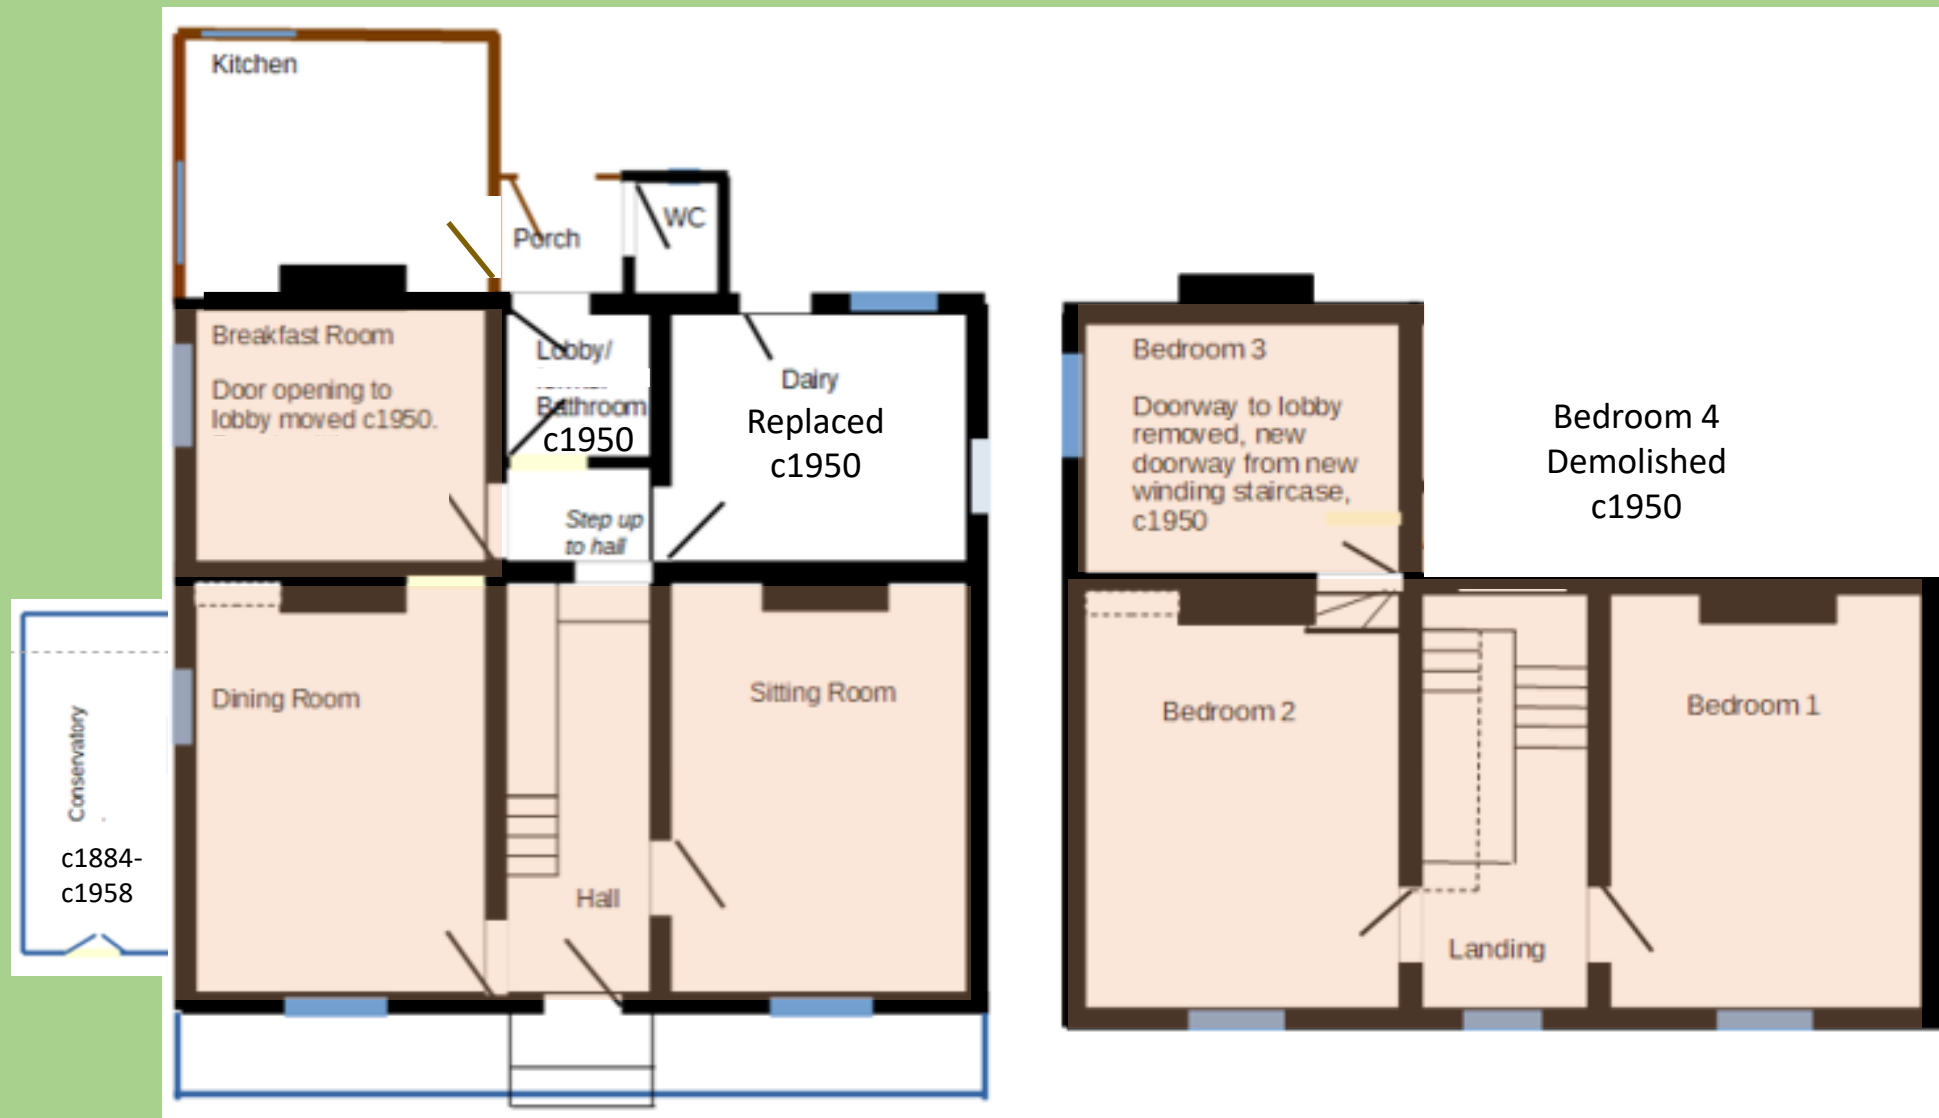 Kitchen
Porch
WC
Breakfast Room
Door opening to
lobby moved c1950.
Lobby/
Bathroom
c1950
Dairy
Replaced
c1950
Step up
to hall
Conservatory
c1884-
c1958
Dining Room
Hall
Sitting Room
Bedroom 3
Doorway to lobby
removed, new
doorway from new
winding staircase,
c1950
Bedroom 4
Demolished
c1950
Bedroom 2
Landing
Bedroom 1